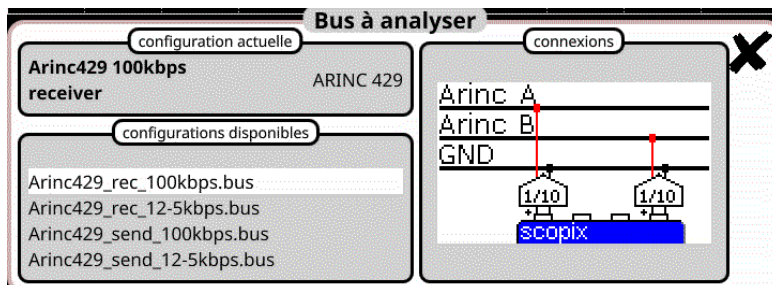 Bus à analyser
configuration actuelle
Arinc429 100kbps
receiver
ARINC 429
configurations disponibles
Arinc429_rec_100kbps.bus
Arinc429_rec_12-5kbps.bus
Arinc429_send_100kbps.bus
Arinc429_send_12-5kbps.bus
connexions
Arinc A
Arinc B
GND
1/10 1/10
scopix